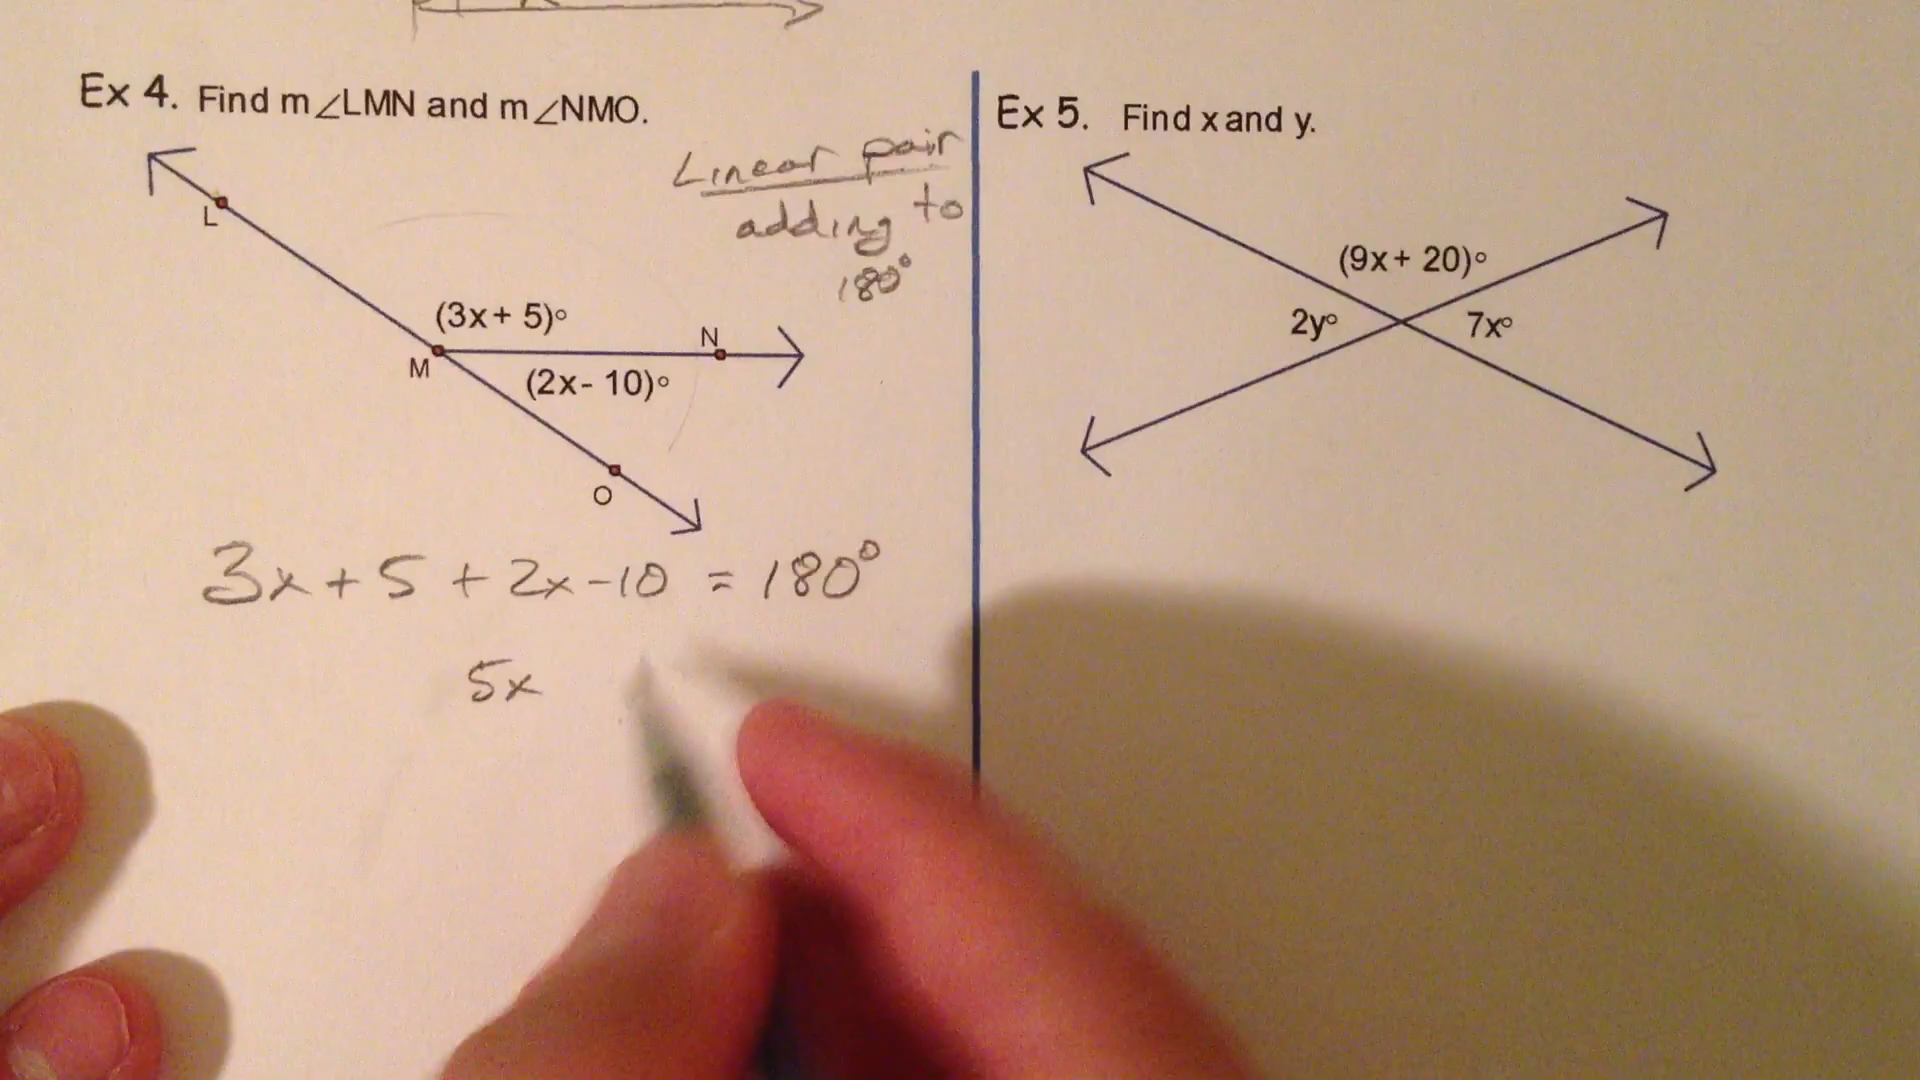 Ex 4. Find m∠LMN and m∠NMO.
Linear pair
adding to
180°
L
(3x + 5)°
M
N
(2x - 10)°
O
3x + 5 + 2x - 10 = 180°
5x
Ex 5. Find x and y.
(9x + 20)°
2y°
7x°